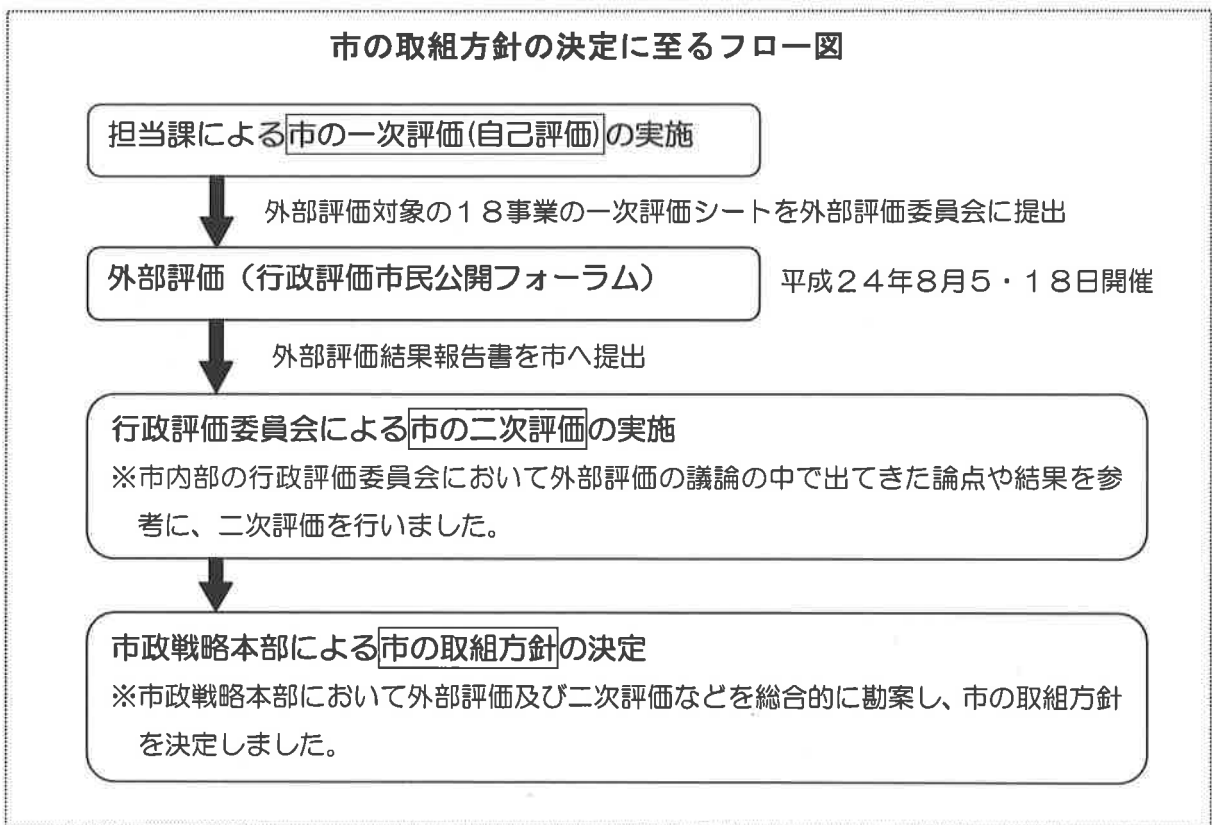 市の取組方針の決定に至るフロー図
担当課による市の一次評価(自己評価)の実施
外部評価対象の18事業の一次評価シートを外部評価委員会に提出
外部評価（行政評価市民公開フォーラム）
平成24年8月5・18日開催
外部評価結果報告書を市へ提出
行政評価委員会による市の二次評価の実施
※市内部の行政評価委員会において外部評価の議論の中で出てきた論点や結果を参
考に、二次評価を行いました。
市政戦略本部による市の取組方針の決定
※市政戦略本部において外部評価及び二次評価などを総合的に勘案し、市の取組方針
を決定しました。